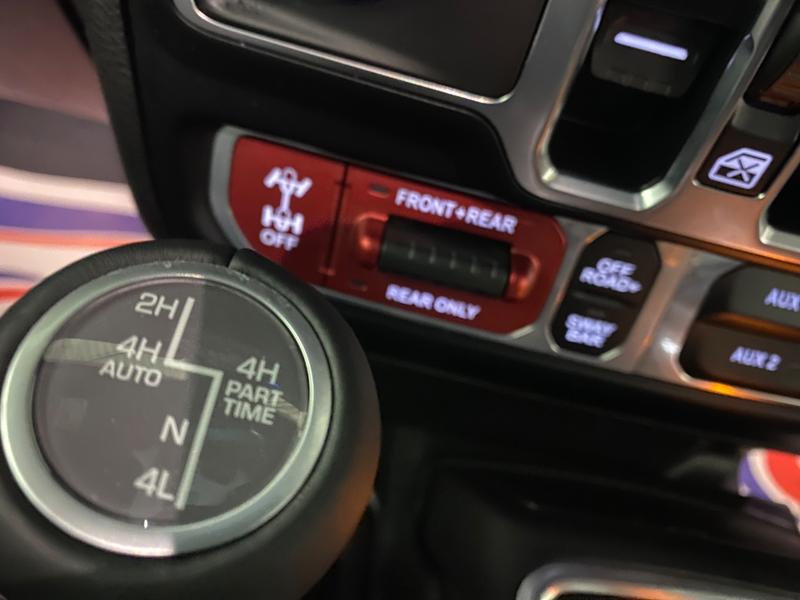 FRONT+REAR
OFF
REAR ONLY
OFF
ROAD+
SWAY
BAR
AUX
AUX 2
2H
4H
AUTO
4H
PART
TIME
N
4L